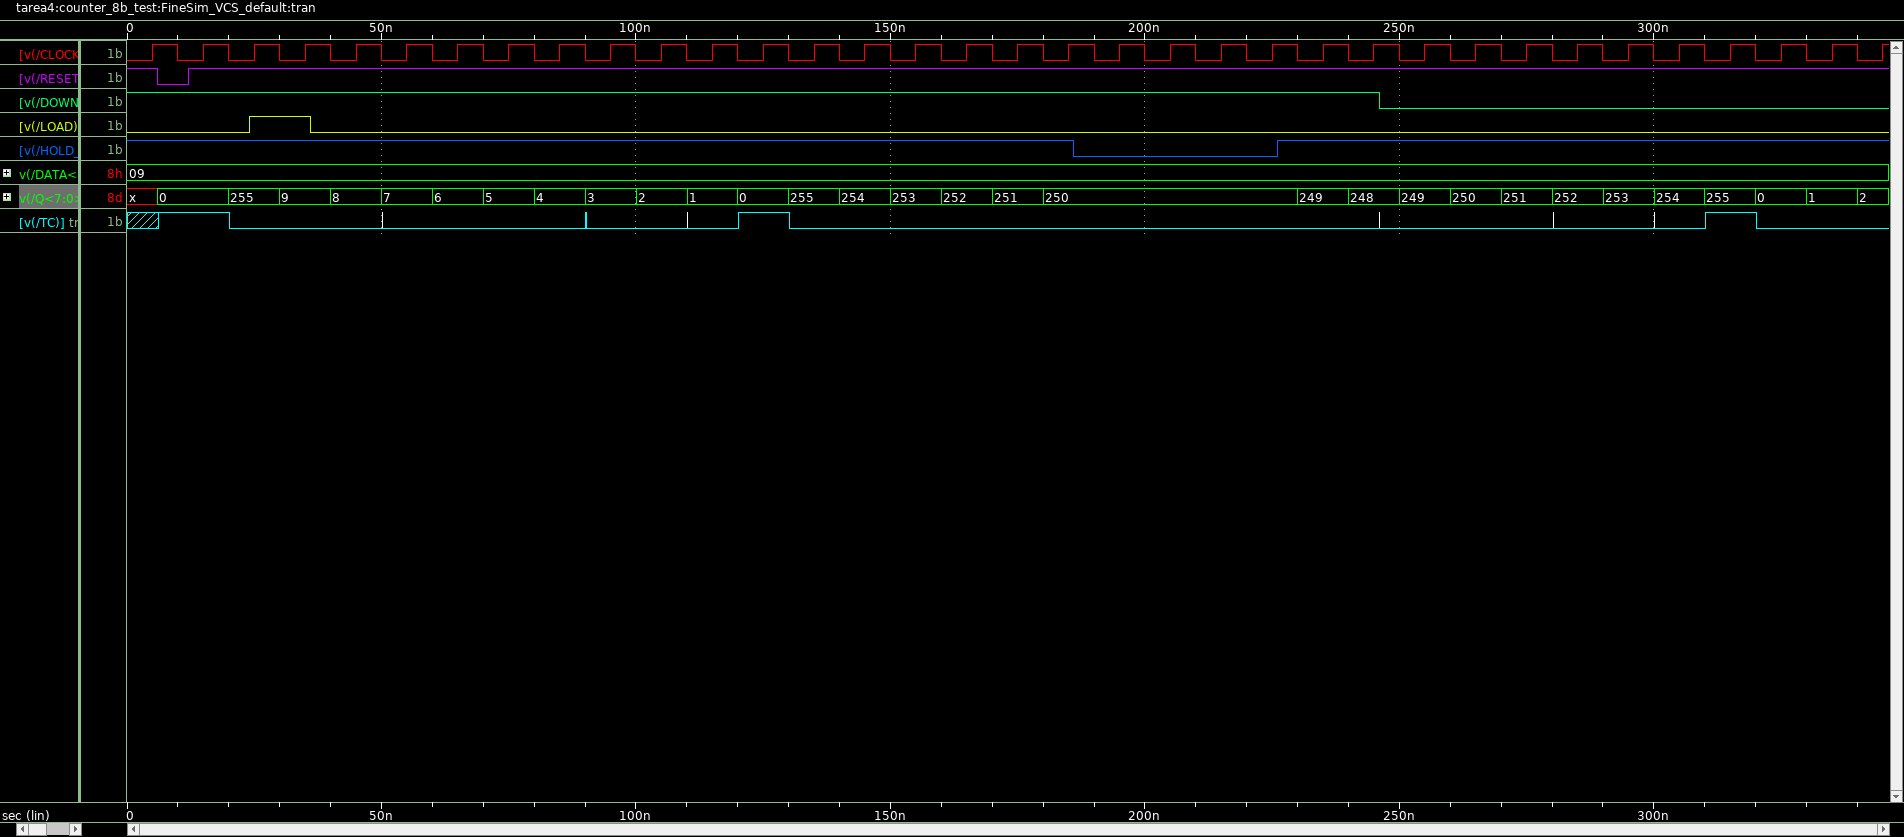 tarea4:counter_8b_test:FineSim_VCS_default:tran
0 50n 100n 150n 200n 250n 300n
[v(/CLOCK 1b
[v(/RESET 1b
[v(/DOWN 1b
[v(/LOAD) 1b
[v(/HOLD_ 1b
v(/DATA< 8h 09
v(/Q<7:0> 8d x 0 255 9 8 7 6 5 4 3 2 1 0 255 254 253 252 251 250 249 248 249 250 251 252 253 254 255 0 1 2
[v(/TC)] tr 1b
sec (lin) 0 50n 100n 150n 200n 250n 300n